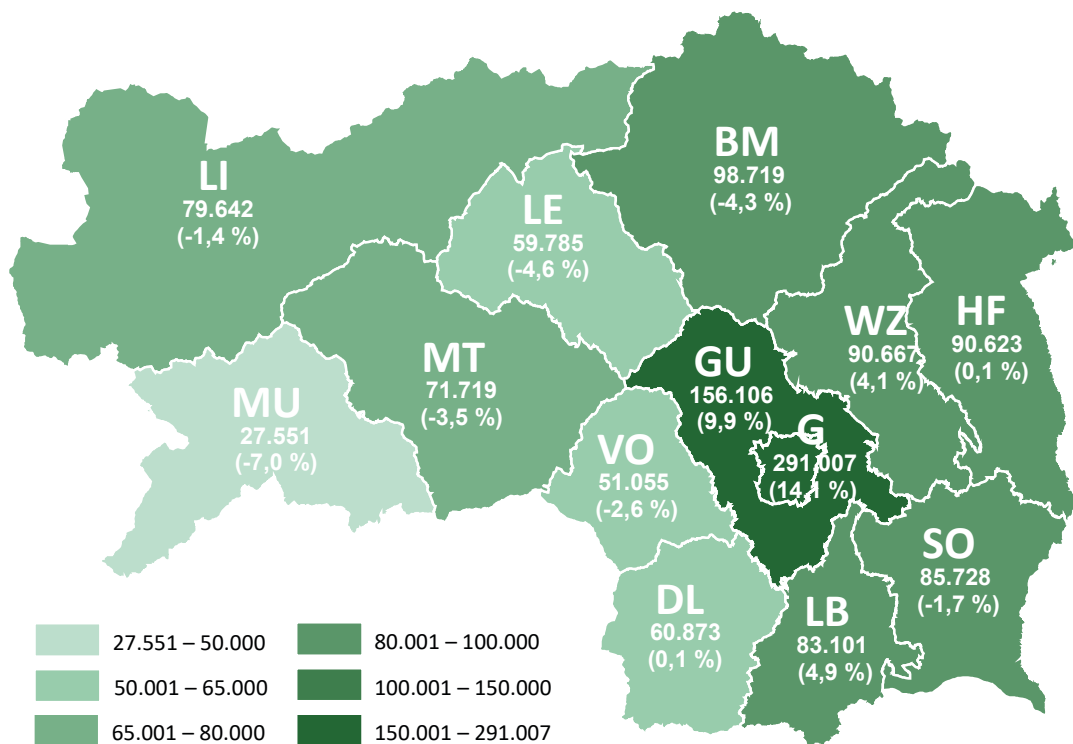 BM
98.719
(-4,3 %)
LI
79.642
(-1,4 %)
LE
59.785
(-4,6 %)
WZ
90.667
(4,1 %)
HF
90.623
(0,1 %)
MT
71.719
(-3,5 %)
GU
156.106
(9,9 %)
MU
27.551
(-7,0 %)
G
291.007
(14,1 %)
VO
51.055
(-2,6 %)
SO
85.728
(-1,7 %)
DL
60.873
(0,1 %)
LB
83.101
(4,9 %)
27.551 – 50.000
50.001 – 65.000
65.001 – 80.000
80.001 – 100.000
100.001 – 150.000
150.001 – 291.007